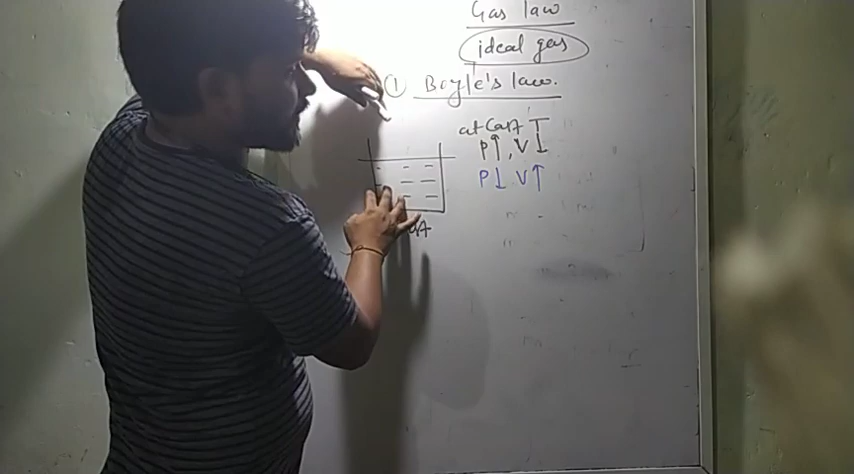 Gas law
ideal gas
① Boyle's law.
at Const T
P↑, V↓
P↓ V↑